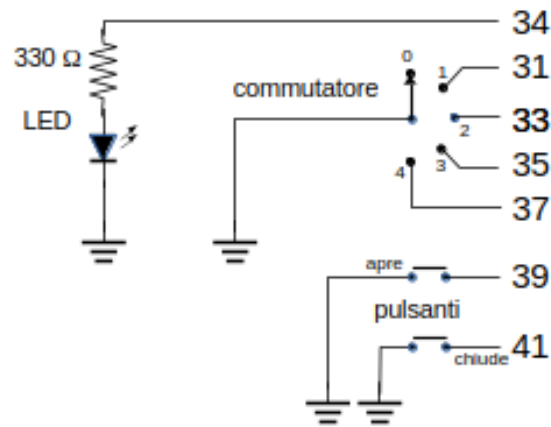 34
330 Ω
0
1
31
commutatore
LED
2
33
3
35
4
37
apre
39
pulsanti
41
chiude